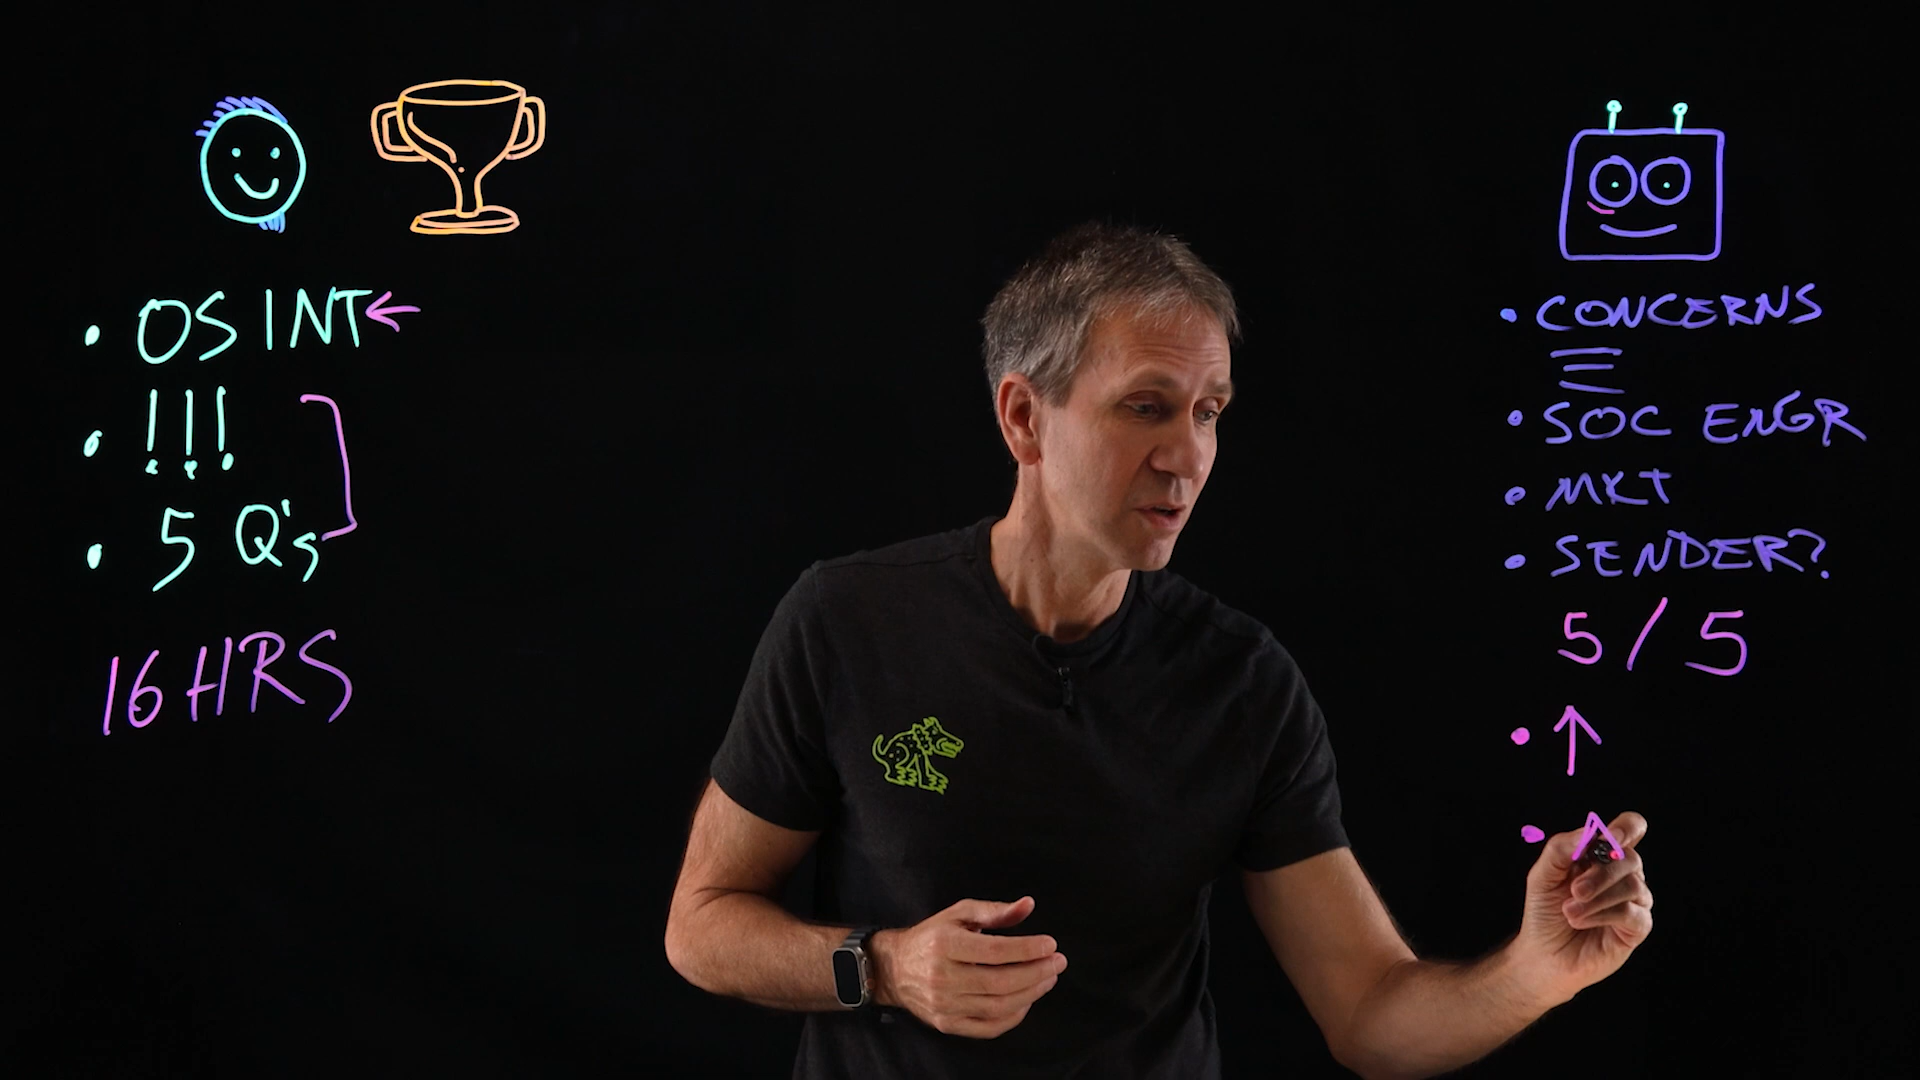 • OSINT ←
• !!!
• 5 Q's
16 HRS
• CONCERNS
• SOC ENGR
• MKT
• SENDER?
5/5
• ↑
•